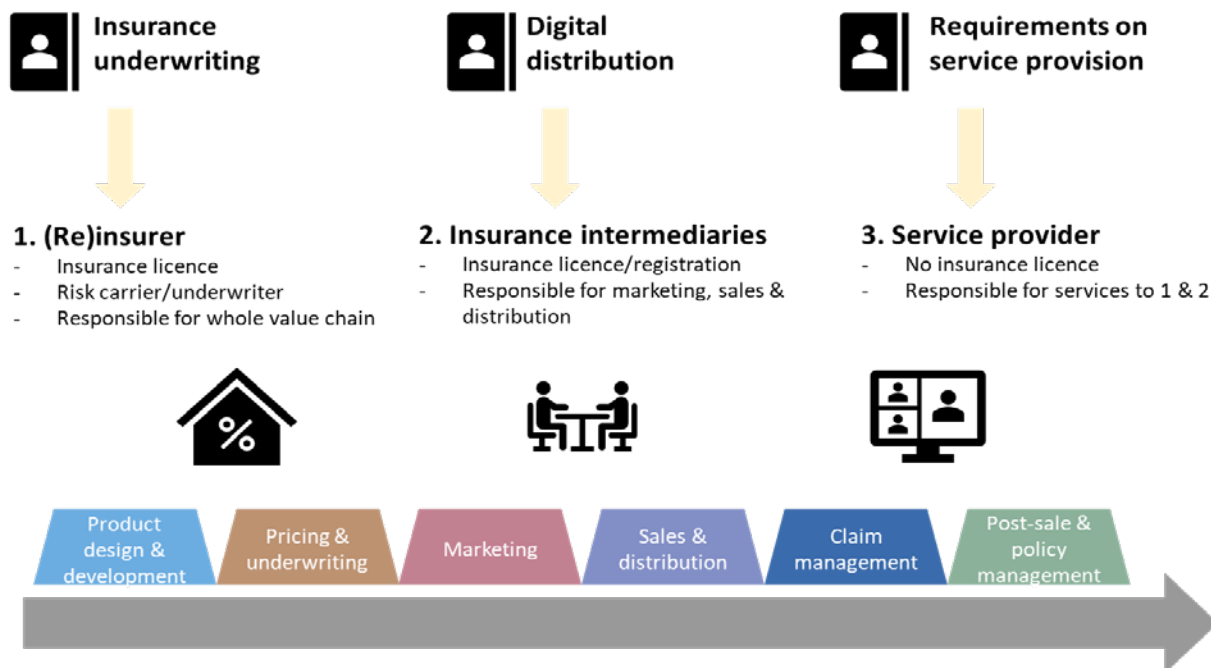 Insurance
underwriting
Digital
distribution
Requirements on
service provision
1. (Re)insurer
- Insurance licence
- Risk carrier/underwriter
- Responsible for whole value chain
2. Insurance intermediaries
- Insurance licence/registration
- Responsible for marketing, sales &
distribution
3. Service provider
- No insurance licence
- Responsible for services to 1 & 2
%
Product
design &
development
Pricing &
underwriting
Marketing
Sales &
distribution
Claim
management
Post-sale &
policy
management